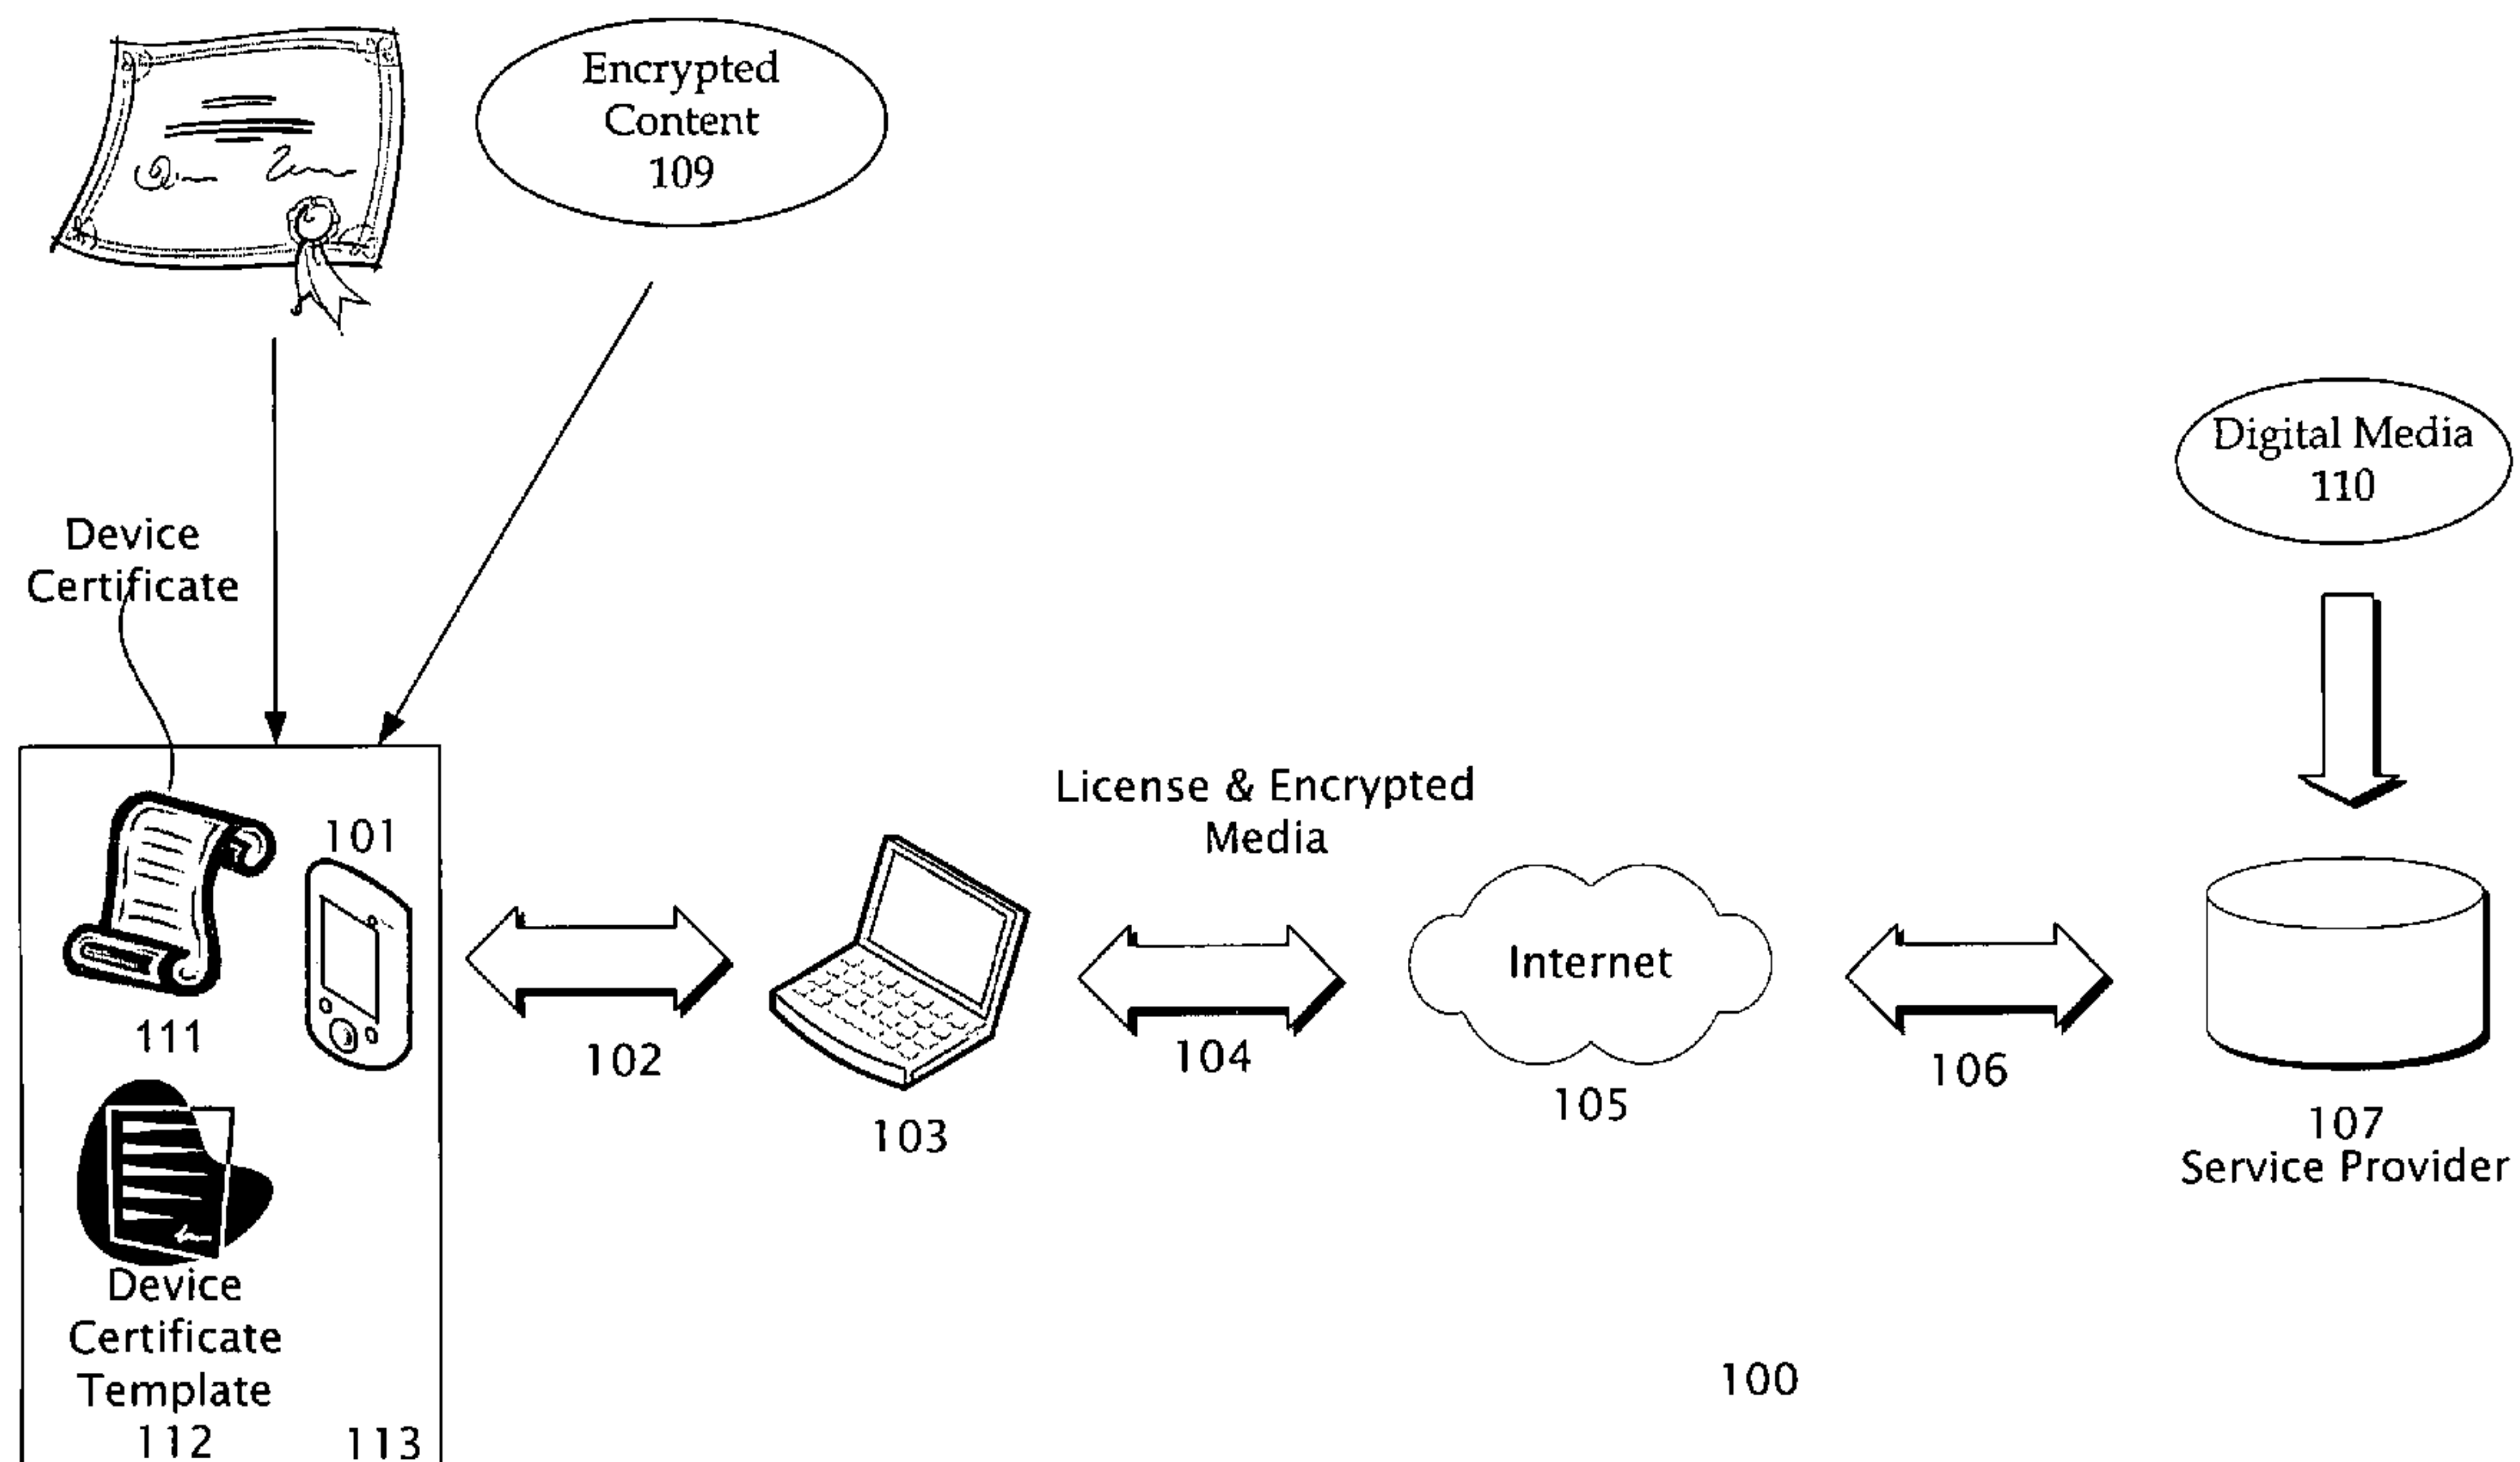 Encrypted
Content
109
Digital Media
110
Device
Certificate
License & Encrypted
Media
101
Internet
111
102
103
104
105
106
107
Service Provider
Device
Certificate
Template
112
113
100